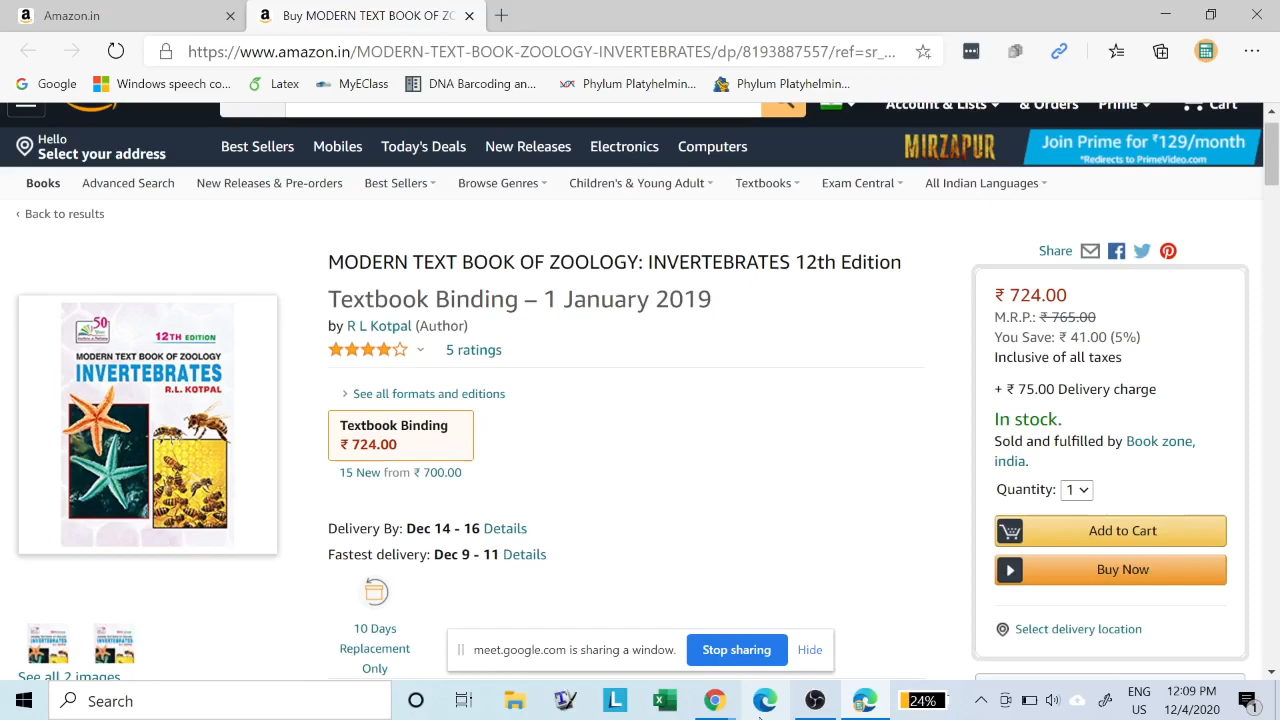 Amazon.in
Buy MODERN TEXT BOOK OF ZOOL
https://www.amazon.in/MODERN-TEXT-BOOK-ZOOLOGY-INVERTEBRATES/dp/8193887557/ref=sr_...
Google
Windows speech co...
Latex
MyEClass
DNA Barcoding an...
Phylum Platyhelmin...
Phylum Platyhelmin...
Account & Lists
& Orders
Prime
Cart
Hello
Select your address
Best Sellers
Mobiles
Today's Deals
New Releases
Electronics
Computers
MIRZAPUR
Join Prime for ₹129/month
*Redirects to PrimeVideo.com
Books
Advanced Search
New Releases & Pre-orders
Best Sellers
Browse Genres
Children's & Young Adult
Textbooks
Exam Central
All Indian Languages
‹ Back to results
Share
MODERN TEXT BOOK OF ZOOLOGY: INVERTEBRATES 12th Edition
Textbook Binding – 1 January 2019
by R L Kotpal (Author)
5 ratings
See all formats and editions
Textbook Binding
₹ 724.00
15 New from ₹ 700.00
Delivery By: Dec 14 - 16 Details
Fastest delivery: Dec 9 - 11 Details
10 Days
Replacement
Only
50
12TH EDITION
MODERN TEXT BOOK OF ZOOLOGY
INVERTEBRATES
R.L. KOTPAL
See all 2 images
₹ 724.00
M.R.P.: ₹ 765.00
You Save: ₹ 41.00 (5%)
Inclusive of all taxes
+ ₹ 75.00 Delivery charge
In stock.
Sold and fulfilled by Book zone,
india.
Quantity: 1
Add to Cart
Buy Now
Select delivery location
meet.google.com is sharing a window.
Stop sharing
Hide
Search
24%
ENG
US
12:09 PM
12/4/2020
1